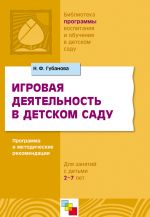 Библиотека
программы
воспитания
и обучения
в детском
саду
Н. Ф. Губанова
ИГРОВАЯ
ДЕЯТЕЛЬНОСТЬ
В ДЕТСКОМ САДУ
Программа
и методические
рекомендации
Для занятий
с детьми
2–7 лет